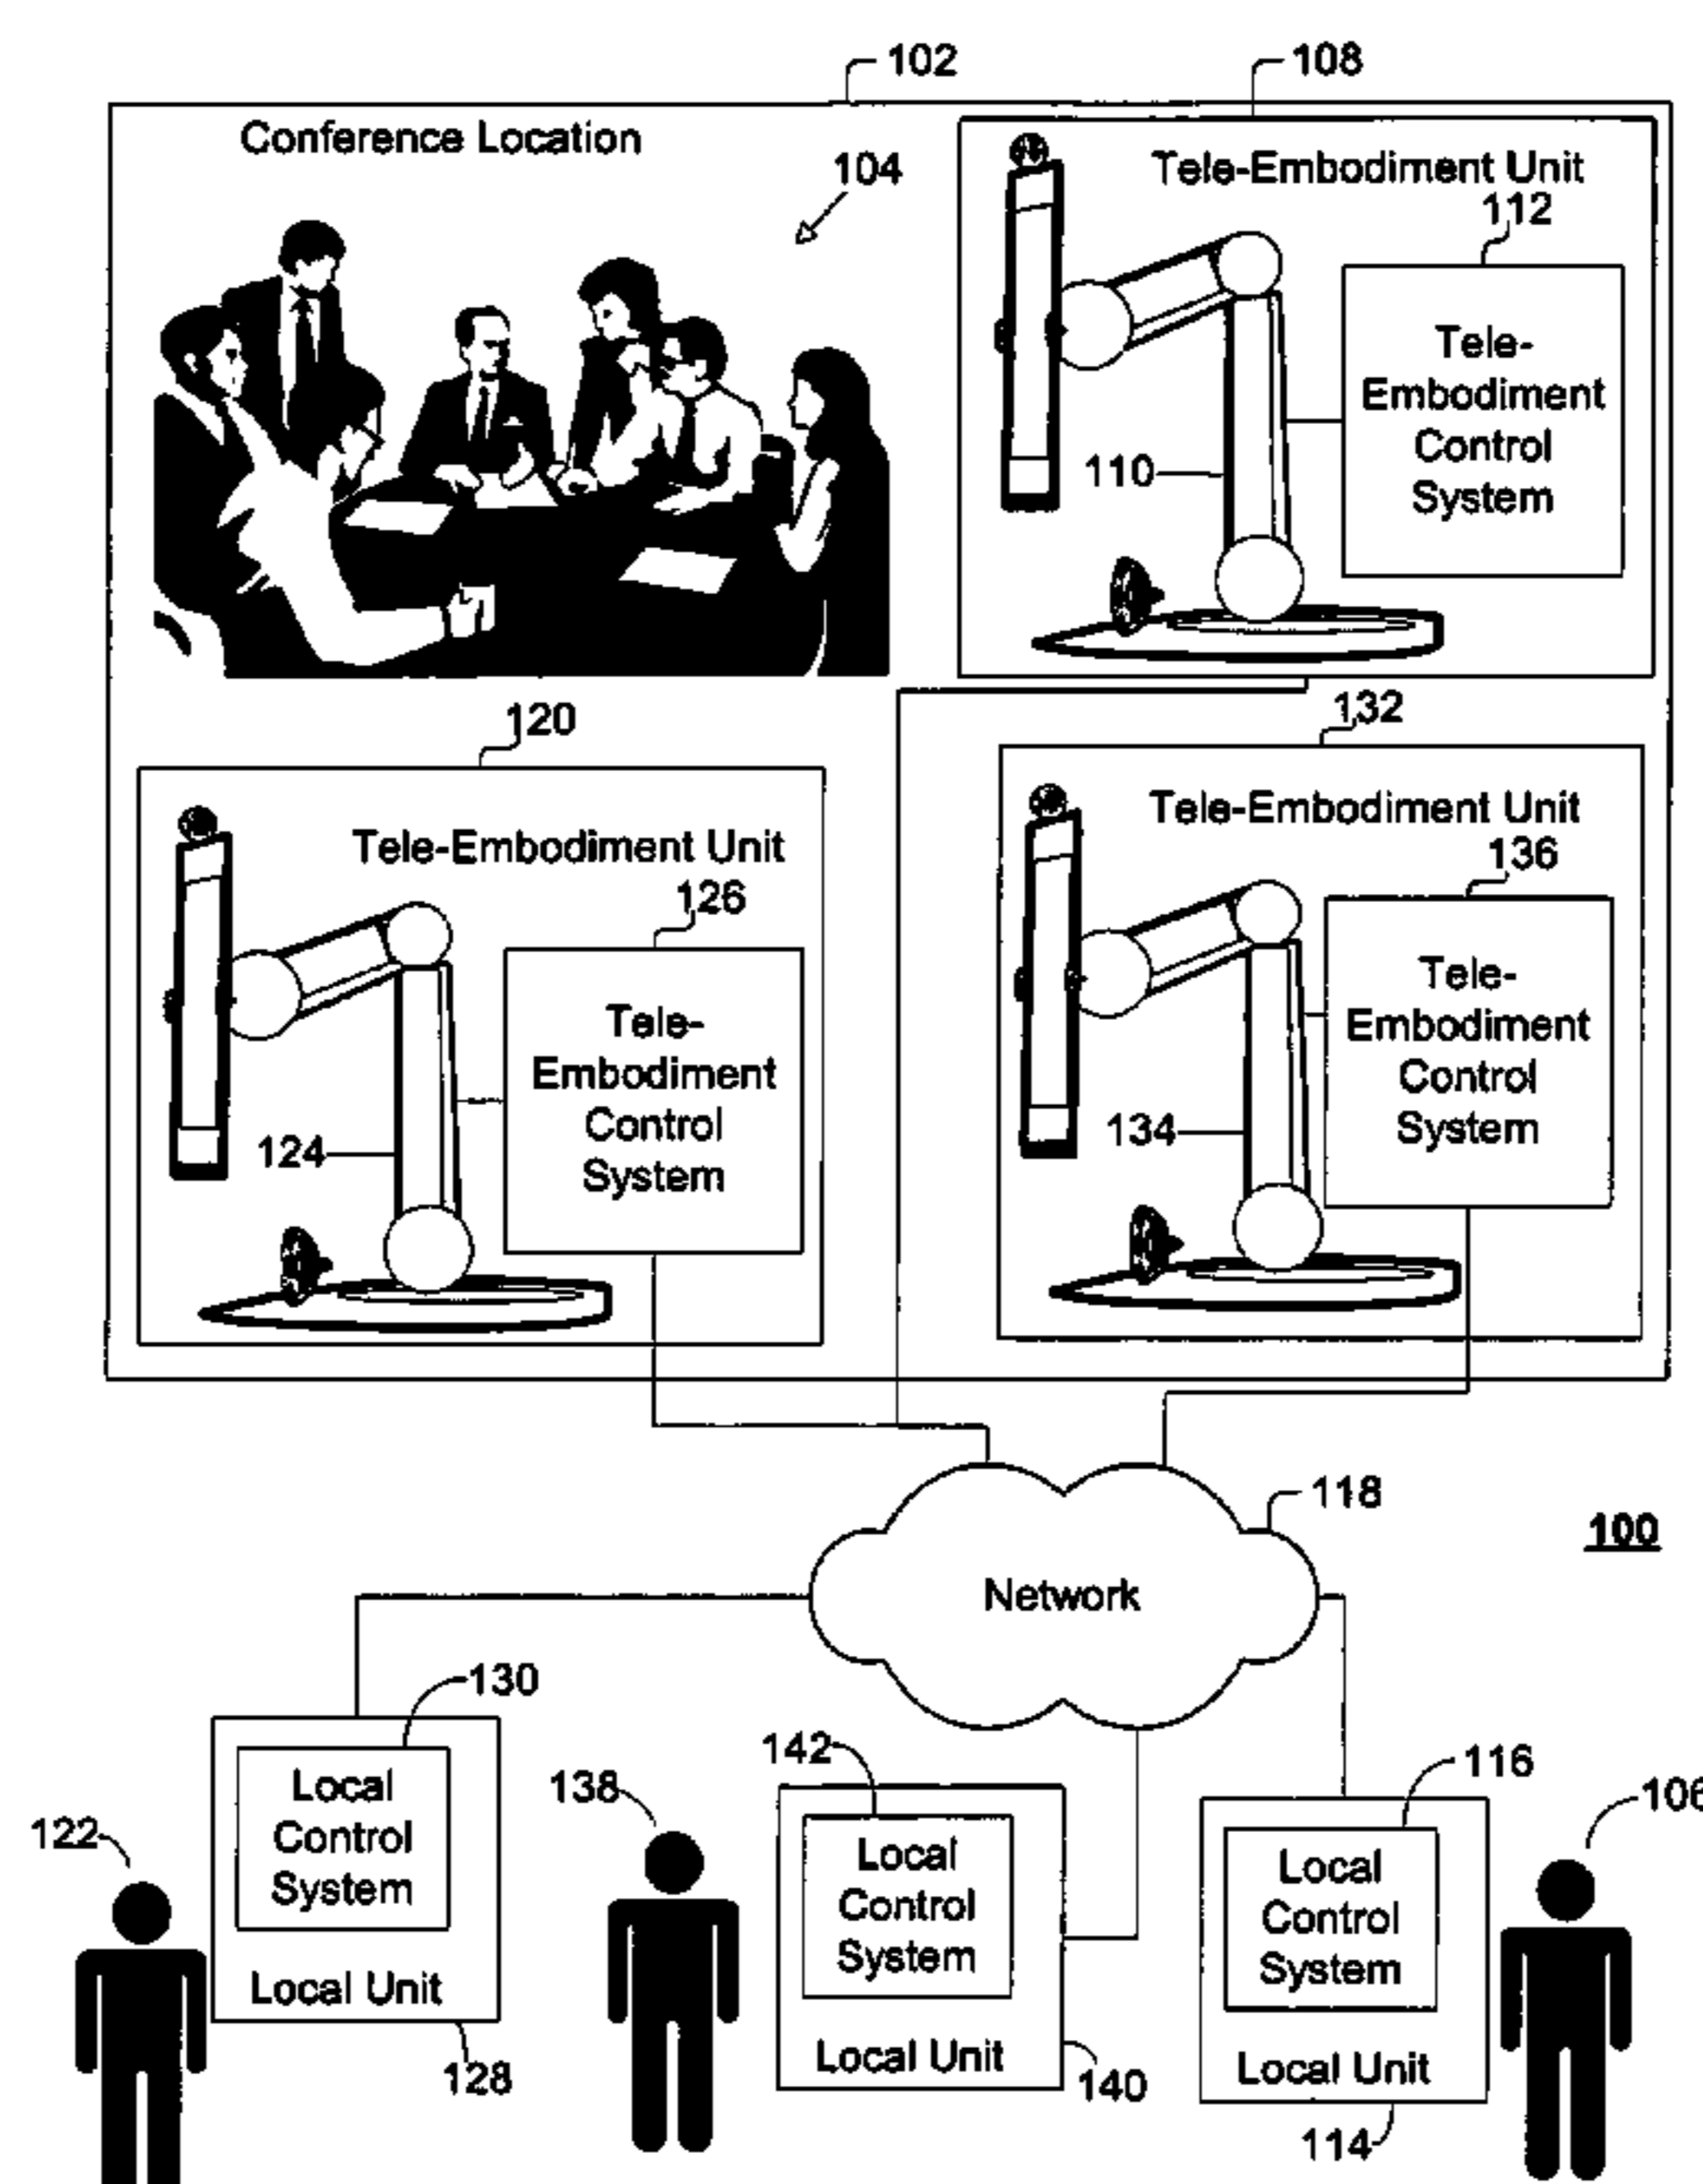 102
108
Conference Location
104
Tele-Embodiment Unit
112
Tele-
Embodiment
Control
System
110
120
132
Tele-Embodiment Unit
126
Tele-
Embodiment
Control
System
124
Tele-Embodiment Unit
136
Tele-
Embodiment
Control
System
134
118
100
Network
130
Local
Control
System
Local Unit
128
122
138
142
Local
Control
System
Local Unit
140
116
Local
Control
System
Local Unit
114
106